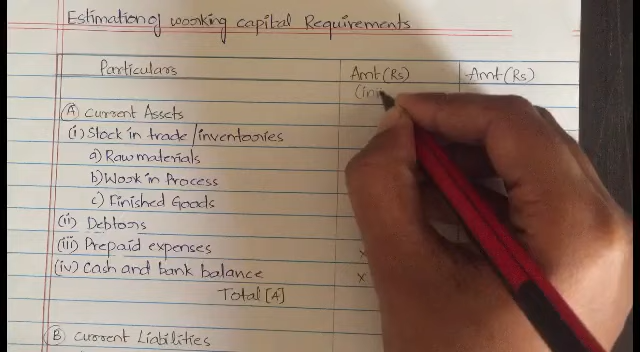 Estimation of working capital Requirements
Particulars Amt (Rs) Amt (Rs)
(in
(A) current Assets
(i) Stock in trade/inventories
a) Raw materials
b) Work in Process
c) Finished Goods
(ii) Debtors
(iii) Prepaid expenses x
(iv) Cash and bank balance x
Total [A]
(B) Current Liabilities